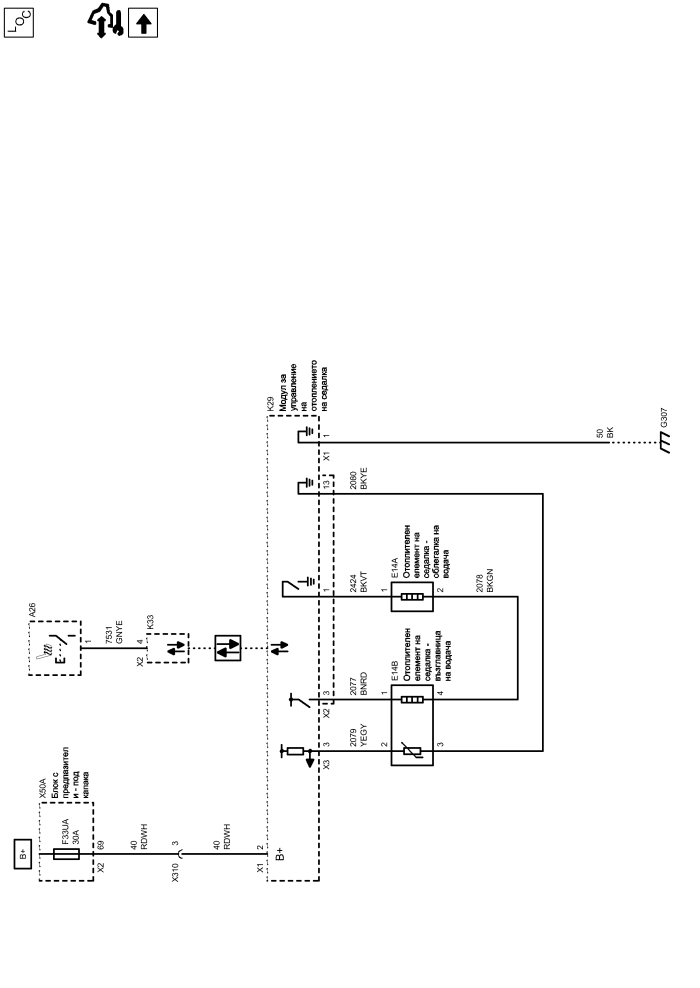 LOC
B+
X50A
Блок с
предпазител
и - под
капака
F33UA
30A
69
X2
40
RDWH
3
X310
40
RDWH
2
X1
B+
A26
1
7531
GNYE
4
X2
K33
K29
Модул за
управление
на
отоплението
на седалка
3
X3
2079
YEGY
2
3
X2
2077
BNRD
1
E14B
Отоплителен
елемент на
седалка -
възглавница
на водача
3
4
2078
BKGN
1
2424
BKVT
1
E14A
Отоплителен
елемент на
седалка -
облегалка на
водача
2
13
2080
BKYE
1
X1
50
BK
G307